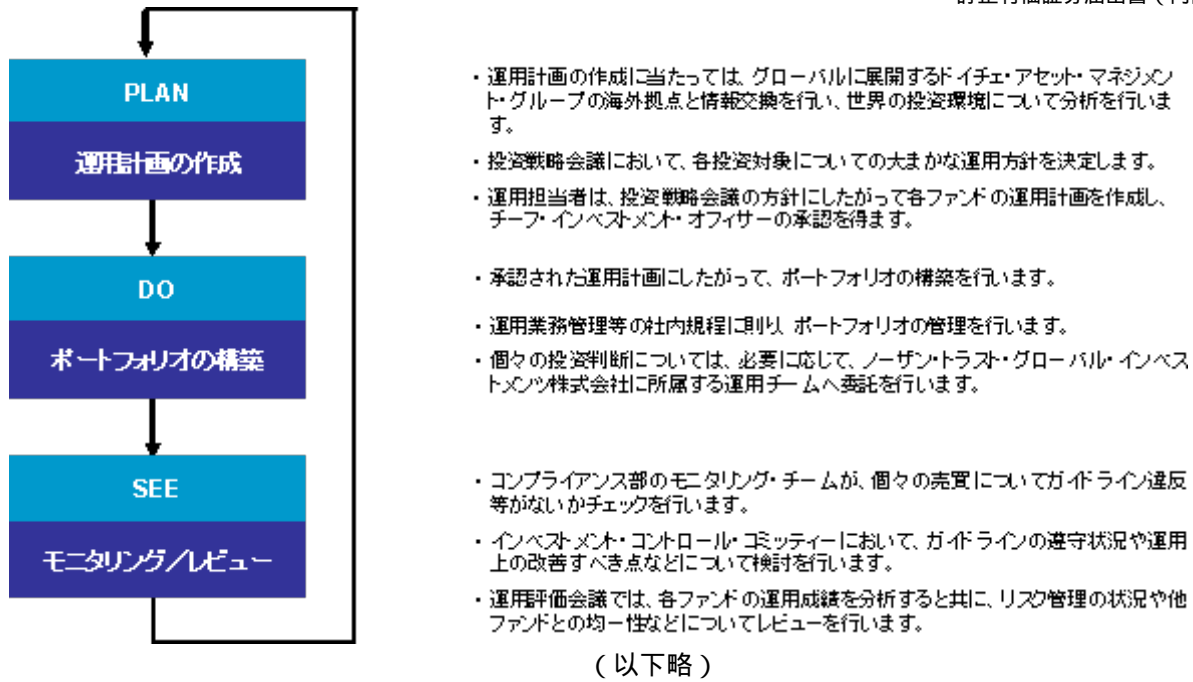 PLAN
運用計画の作成
・運用計画の作成に当たっては、グローバルに展開するドイチェ・アセット・マネジメン
ト・グループの海外拠点と情報交換を行い、世界の投資環境について分析を行いま
す。
・投資戦略会議において、各投資対象についての大まかな運用方針を決定します。
・運用担当者は、投資戦略会議の方針にしたがって各ファンドの運用計画を作成し、
チーフ・インベストメント・オフィサーの承認を得ます。
DO
ポートフォリオの構築
・承認された運用計画にしたがって、ポートフォリオの構築を行います。
・運用業務管理等の社内規程に則り、ポートフォリオの管理を行います。
・個々の投資判断については、必要に応じて、ノーザン・トラスト・グローバル・インベス
トメンツ株式会社に所属する運用チームへ委託を行います。
SEE
モニタリング／レビュー
・コンプライアンス部のモニタリング・チームが、個々の売買についてガイドライン違反
等がないかチェックを行います。
・インベストメント・コントロール・コミッティーにおいて、ガイドラインの遵守状況や運用
上の改善すべき点などについて検討を行います。
・運用評価会議では、各ファンドの運用成績を分析すると共に、リスク管理の状況や他
ファンドとの均一性などについてレビューを行います。
（以下略）